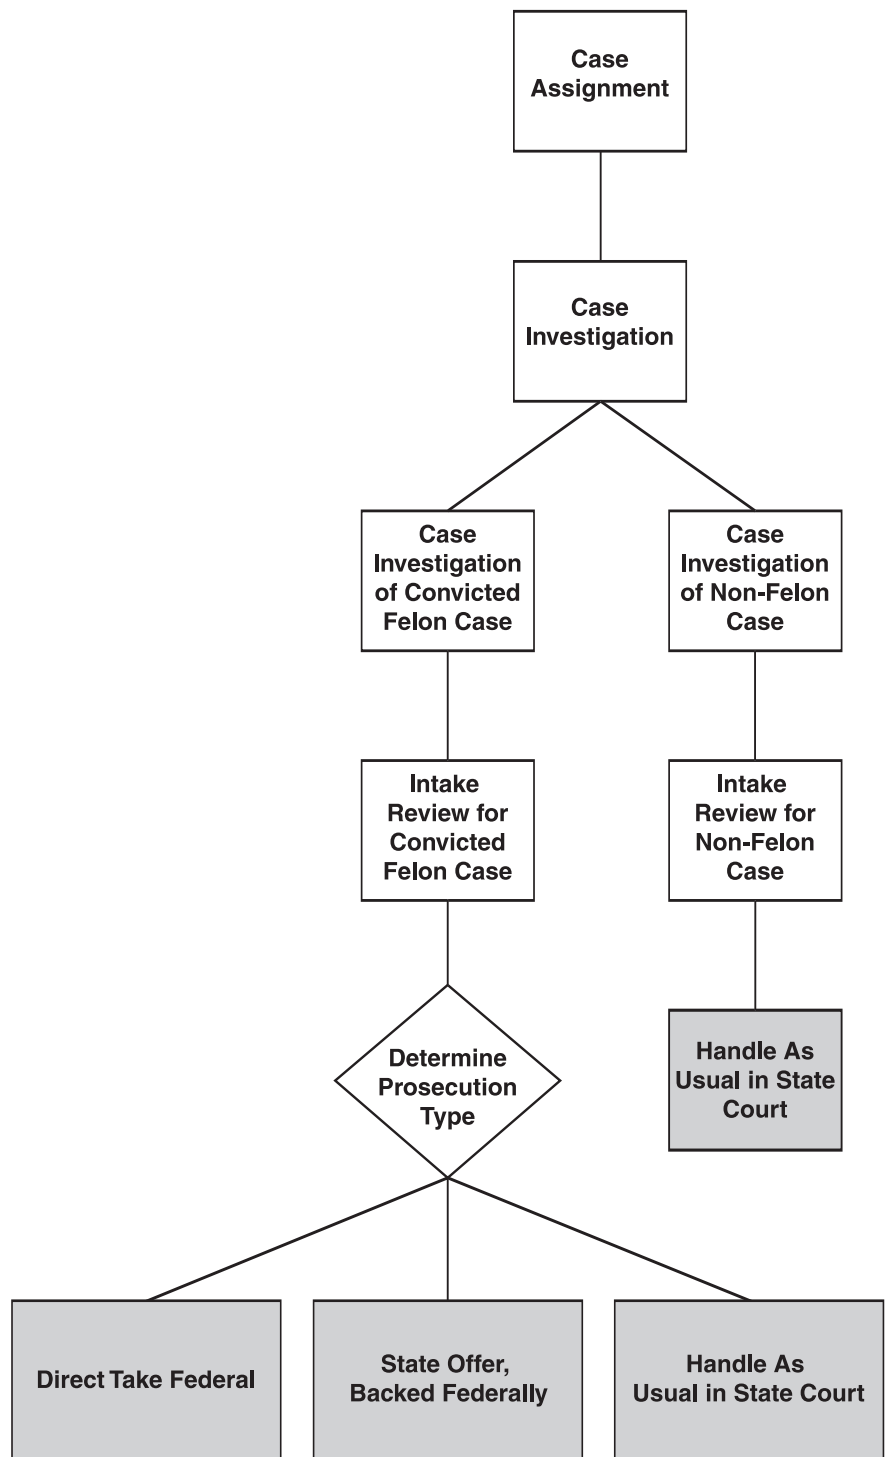 Case
Assignment
Case
Investigation
Case
Investigation
of Convicted
Felon Case
Case
Investigation
of Non-Felon
Case
Intake
Review for
Convicted
Felon Case
Intake
Review for
Non-Felon
Case
Determine
Prosecution
Type
Handle As
Usual in State
Court
Direct Take Federal
State Offer,
Backed Federally
Handle As
Usual in State Court